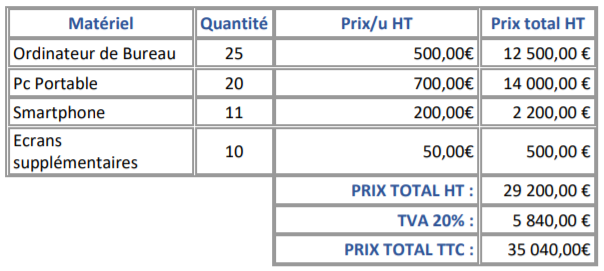 Matériel Quantité Prix/u HT Prix total HT
Ordinateur de Bureau 25 500,00€ 12 500,00 €
Pc Portable 20 700,00€ 14 000,00 €
Smartphone 11 200,00€ 2 200,00 €
Ecrans
supplémentaires 10 50,00€ 500,00 €
PRIX TOTAL HT : 29 200,00 €
TVA 20% : 5 840,00 €
PRIX TOTAL TTC : 35 040,00€